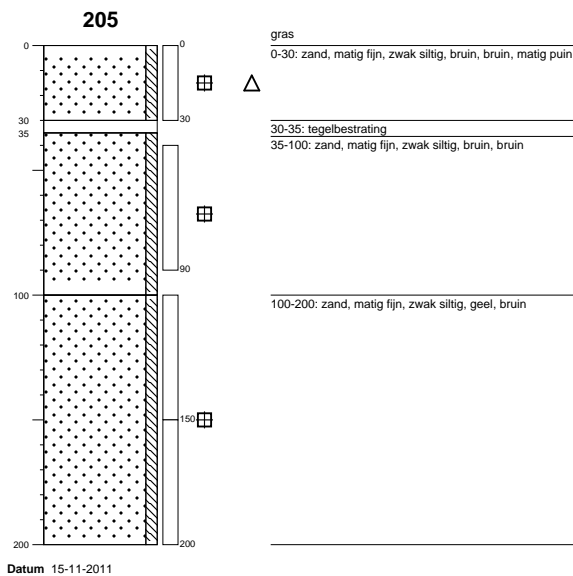 205
gras
0
0
0-30: zand, matig fijn, zwak siltig, bruin, bruin, matig puin
30
30
30-35: tegelbestrating
35
35-100: zand, matig fijn, zwak siltig, bruin, bruin
90
100
100-200: zand, matig fijn, zwak siltig, geel, bruin
150
200
200
Datum 15-11-2011